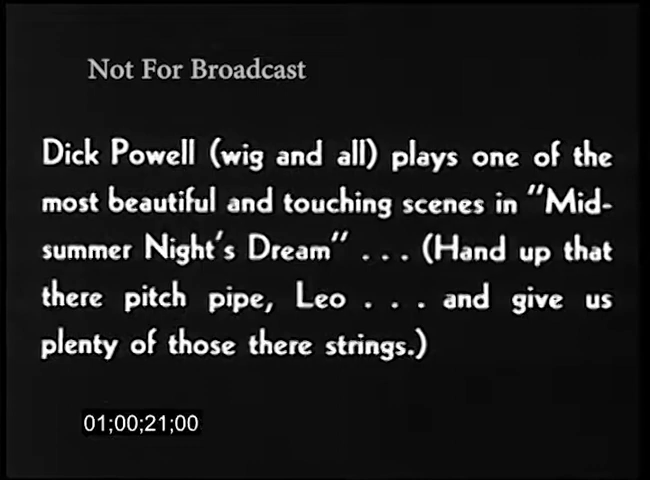 Not For Broadcast
Dick Powell (wig and all) plays one of the
most beautiful and touching scenes in "Mid-
summer Night's Dream" . . . (Hand up that
there pitch pipe, Leo . . . and give us
plenty of those there strings.)
01;00;21;00